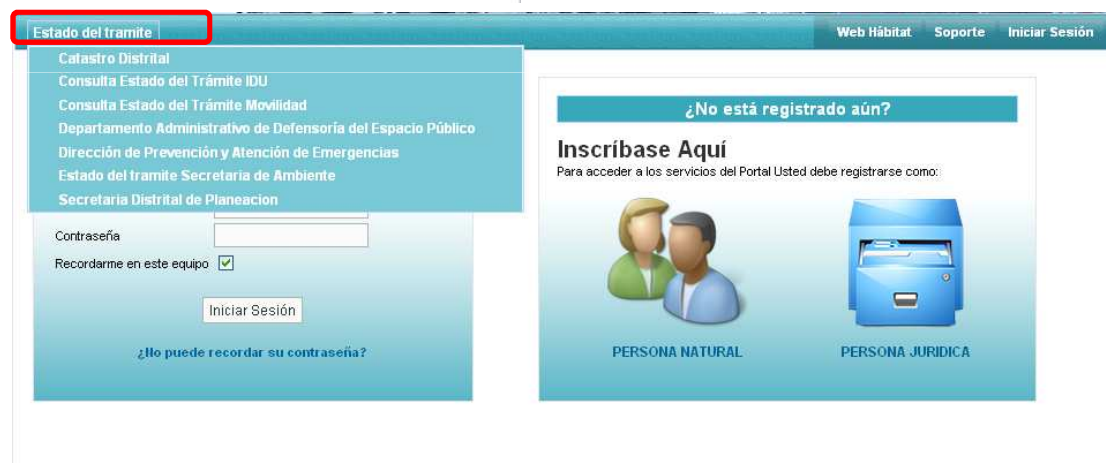 Estado del tramite
Web Hábitat Soporte Iniciar Sesión
Catastro Distrital
Consulta Estado del Trámite IDU
Consulta Estado del Trámite Movilidad
Departamento Administrativo de Defensoría del Espacio Público
Dirección de Prevención y Atención de Emergencias
Estado del tramite Secretaria de Ambiente
Secretaria Distrital de Planeacion
Contraseña
Recordarme en este equipo
Iniciar Sesión
¿No puede recordar su contraseña?
¿No está registrado aún?
Inscríbase Aquí
Para acceder a los servicios del Portal Usted debe registrarse como:
PERSONA NATURAL
PERSONA JURIDICA